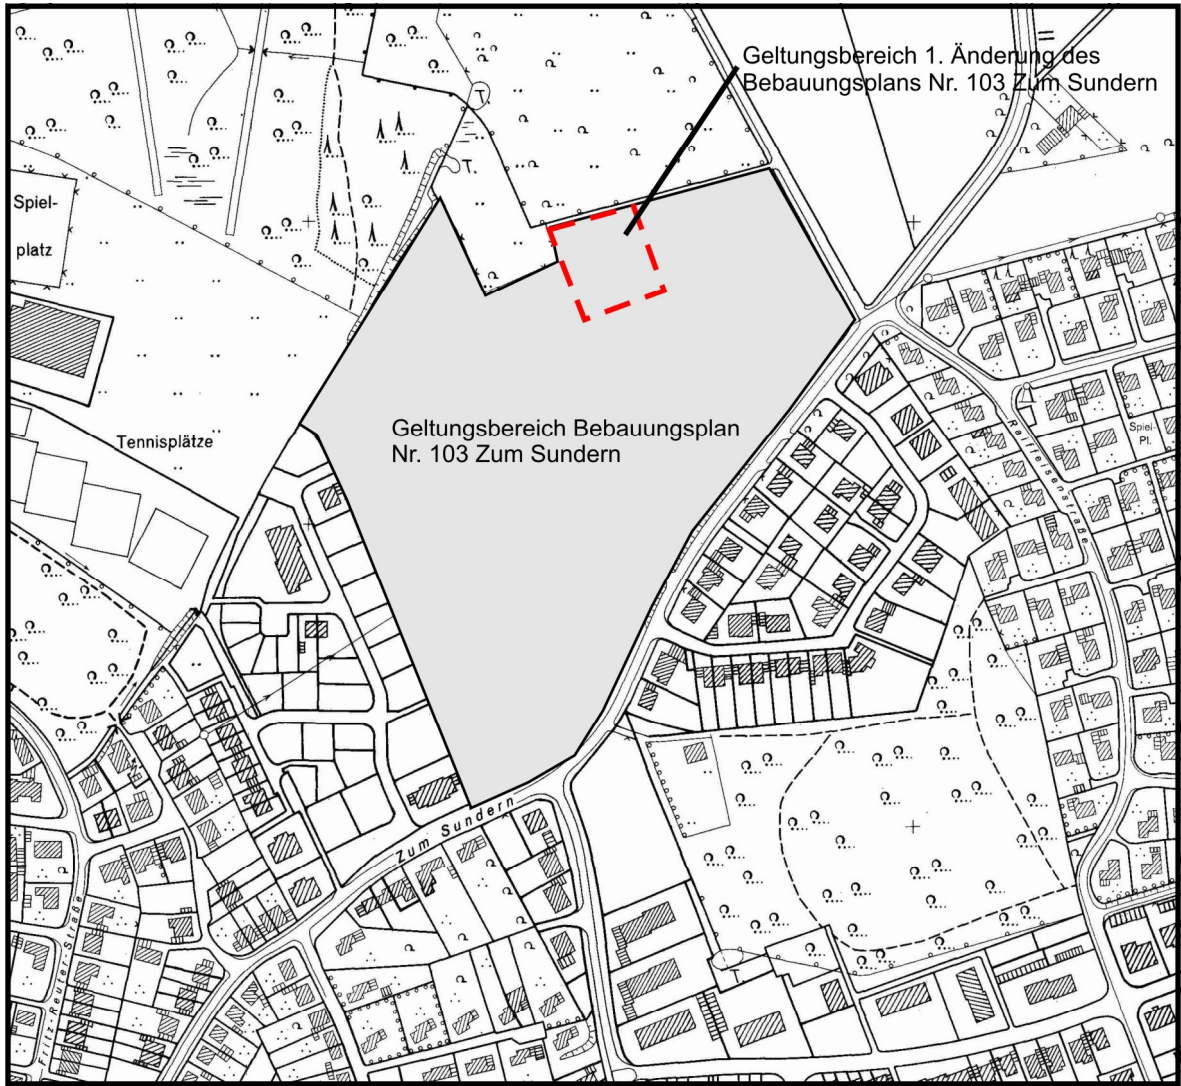 Geltungsbereich 1. Änderung des
Bebauungsplans Nr. 103 Zum Sundern
T.
T.
Spiel-
platz
Geltungsbereich Bebauungsplan
Nr. 103 Zum Sundern
Tennisplätze
Raiffeisenstraße
Spiel-
Pl.
Zum Sundern
Fritz-Reuter-Straße
T